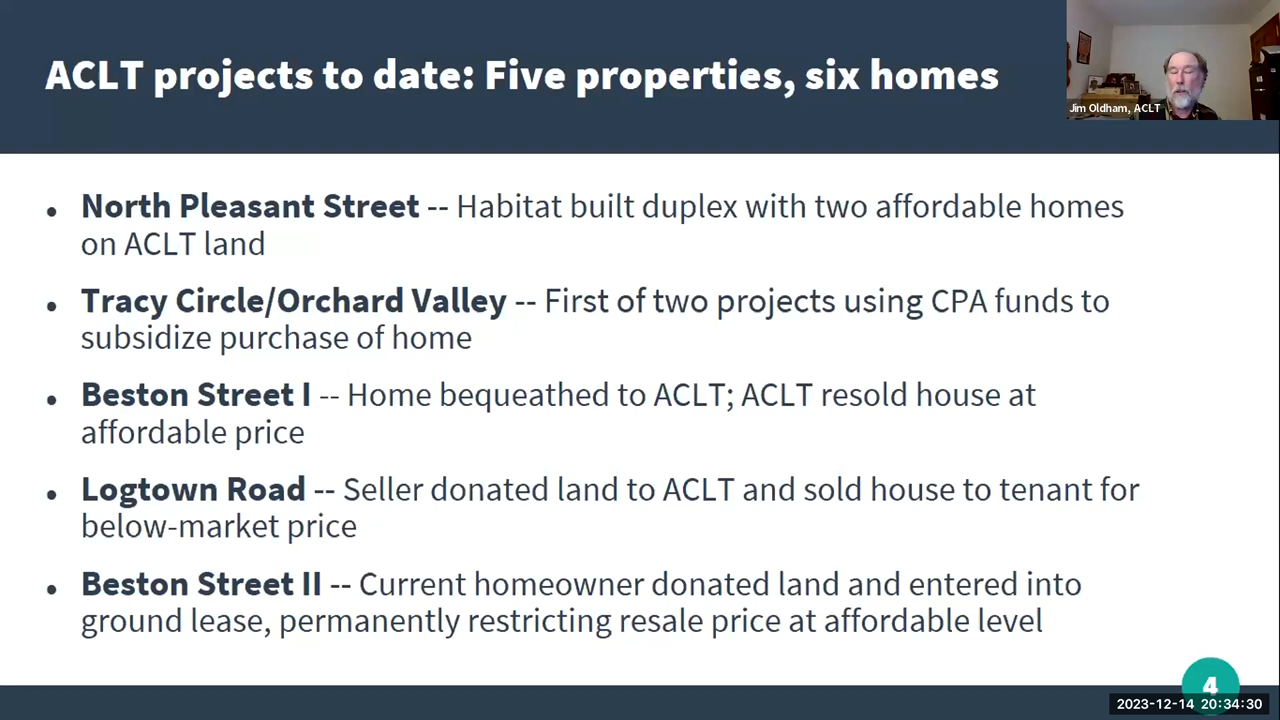 ACLT projects to date: Five properties, six homes
Jim Oldham, ACLT
• North Pleasant Street -- Habitat built duplex with two affordable homes
on ACLT land
• Tracy Circle/Orchard Valley -- First of two projects using CPA funds to
subsidize purchase of home
• Beston Street I -- Home bequeathed to ACLT; ACLT resold house at
affordable price
• Logtown Road -- Seller donated land to ACLT and sold house to tenant for
below-market price
• Beston Street II -- Current homeowner donated land and entered into
ground lease, permanently restricting resale price at affordable level
4
2023-12-14 20:34:30